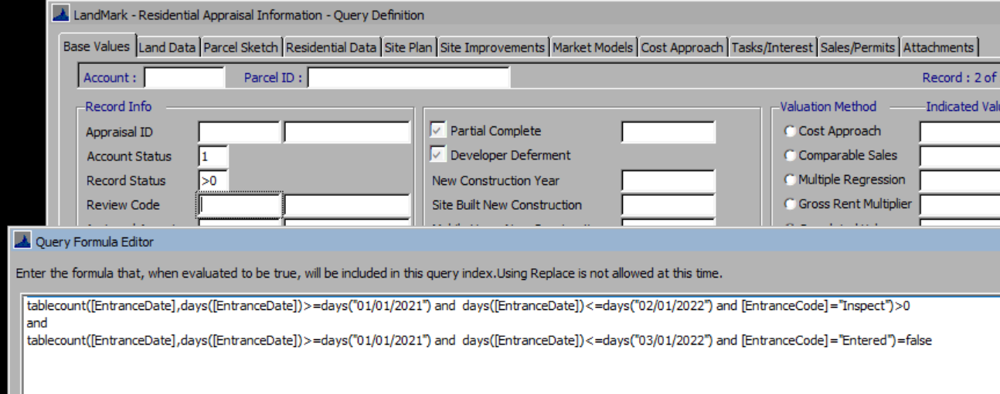 LandMark - Residential Appraisal Information - Query Definition
Base Values Land Data Parcel Sketch Residential Data Site Plan Site Improvements Market Models Cost Approach Tasks/Interest Sales/Permits Attachments
Account : Parcel ID : Record : 2 of
Record Info Valuation Method Indicated Valu
Appraisal ID Partial Complete Cost Approach
Account Status 1 Developer Deferment Comparable Sales
Record Status >0 New Construction Year Multiple Regression
Review Code Site Built New Construction Gross Rent Multiplier
Query Formula Editor
Enter the formula that, when evaluated to be true, will be included in this query index.Using Replace is not allowed at this time.
tablecount([EntranceDate],days([EntranceDate])>=days("01/01/2021") and  days([EntranceDate])<=days("02/01/2022") and [EntranceCode]="Inspect")>0
and
tablecount([EntranceDate],days([EntranceDate])>=days("01/01/2021") and  days([EntranceDate])<=days("03/01/2022") and [EntranceCode]="Entered")=false